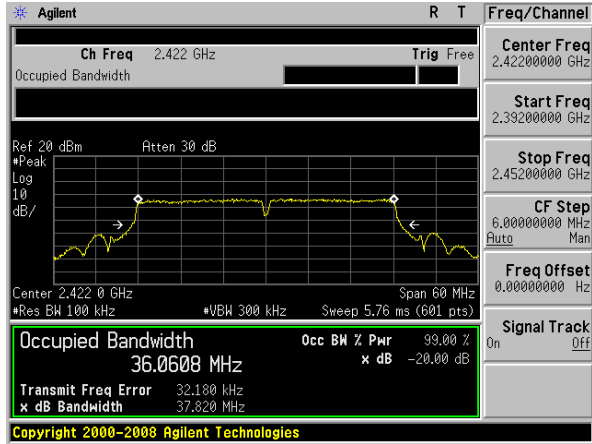 Agilent R T Freq/Channel
Ch Freq 2.422 GHz Trig Free
Occupied Bandwidth
Center Freq
2.42200000 GHz
Start Freq
2.39200000 GHz
Stop Freq
2.45200000 GHz
CF Step
6.00000000 MHz
Auto Man
Freq Offset
0.00000000 Hz
Signal Track
On Off
Ref 20 dBm Atten 30 dB
#Peak
Log
10
dB/
Center 2.422 0 GHz Span 60 MHz
#Res BW 100 kHz #VBW 300 kHz Sweep 5.76 ms (601 pts)
Occupied Bandwidth Occ BW % Pwr 99.00 %
36.0608 MHz x dB -20.00 dB
Transmit Freq Error 32.180 kHz
x dB Bandwidth 37.820 MHz
Copyright 2000-2008 Agilent Technologies